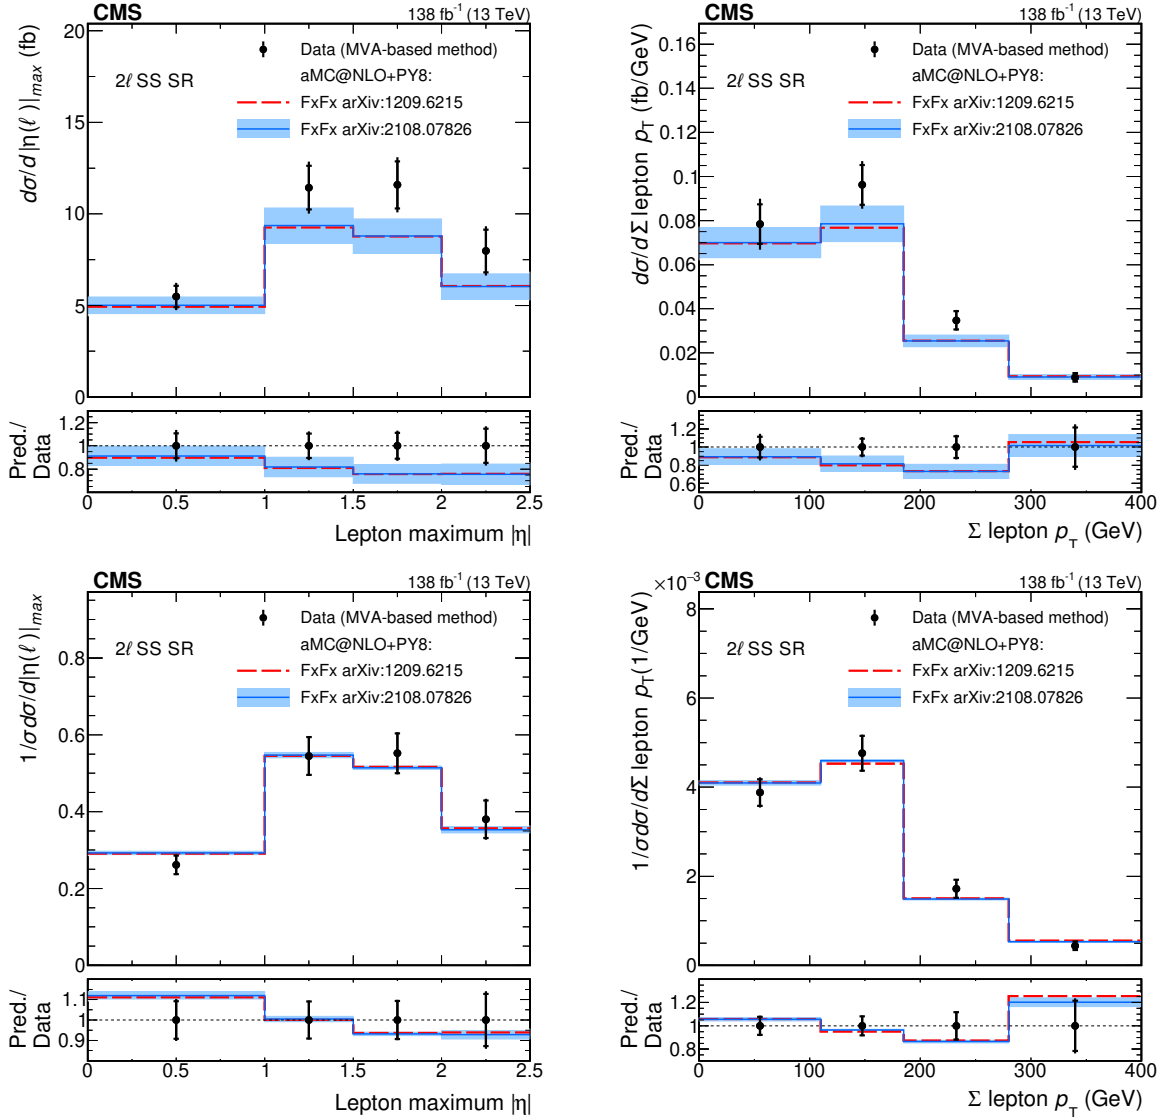 CMS 138 fb⁻¹ (13 TeV)
dσ/d|η(ℓ)|max (fb)
20
15
10
5
0
2ℓ SS SR
Data (MVA-based method)
aMC@NLO+PY8:
FxFx arXiv:1209.6215
FxFx arXiv:2108.07826
Pred./
Data
1.2
1
0.8
0 0.5 1 1.5 2 2.5
Lepton maximum |η|
CMS 138 fb⁻¹ (13 TeV)
dσ/dΣ lepton pT (fb/GeV)
0.16
0.14
0.12
0.1
0.08
0.06
0.04
0.02
0
2ℓ SS SR
Data (MVA-based method)
aMC@NLO+PY8:
FxFx arXiv:1209.6215
FxFx arXiv:2108.07826
Pred./
Data
1.2
1
0.8
0.6
0 100 200 300 400
Σ lepton pT (GeV)
CMS 138 fb⁻¹ (13 TeV)
1/σdσ/d|η(ℓ)|max
0.8
0.6
0.4
0.2
0
2ℓ SS SR
Data (MVA-based method)
aMC@NLO+PY8:
FxFx arXiv:1209.6215
FxFx arXiv:2108.07826
Pred./
Data
1.1
1
0.9
0 0.5 1 1.5 2 2.5
Lepton maximum |η|
×10⁻³ CMS 138 fb⁻¹ (13 TeV)
1/σdσ/dΣ lepton pT(1/GeV)
8
6
4
2
0
2ℓ SS SR
Data (MVA-based method)
aMC@NLO+PY8:
FxFx arXiv:1209.6215
FxFx arXiv:2108.07826
Pred./
Data
1.2
1
0.8
0 100 200 300 400
Σ lepton pT (GeV)